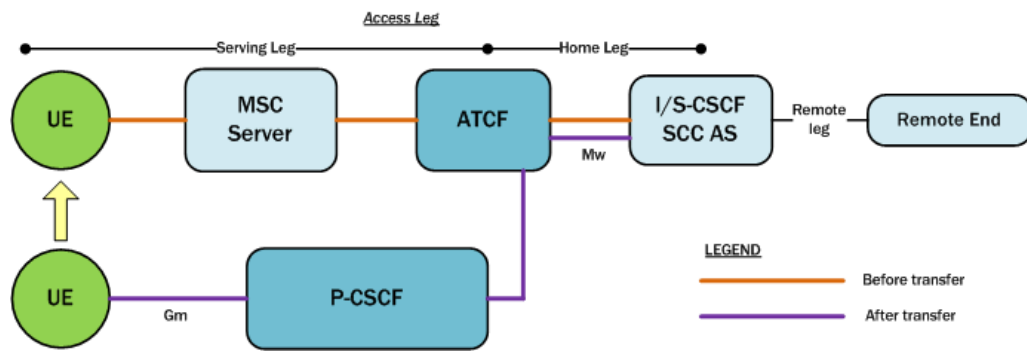 Access Leg
Serving Leg
Home Leg
UE
MSC
Server
ATCF
I/S-CSCF
SCC AS
Remote
leg
Remote End
Mw
UE
Gm
P-CSCF
LEGEND
Before transfer
After transfer